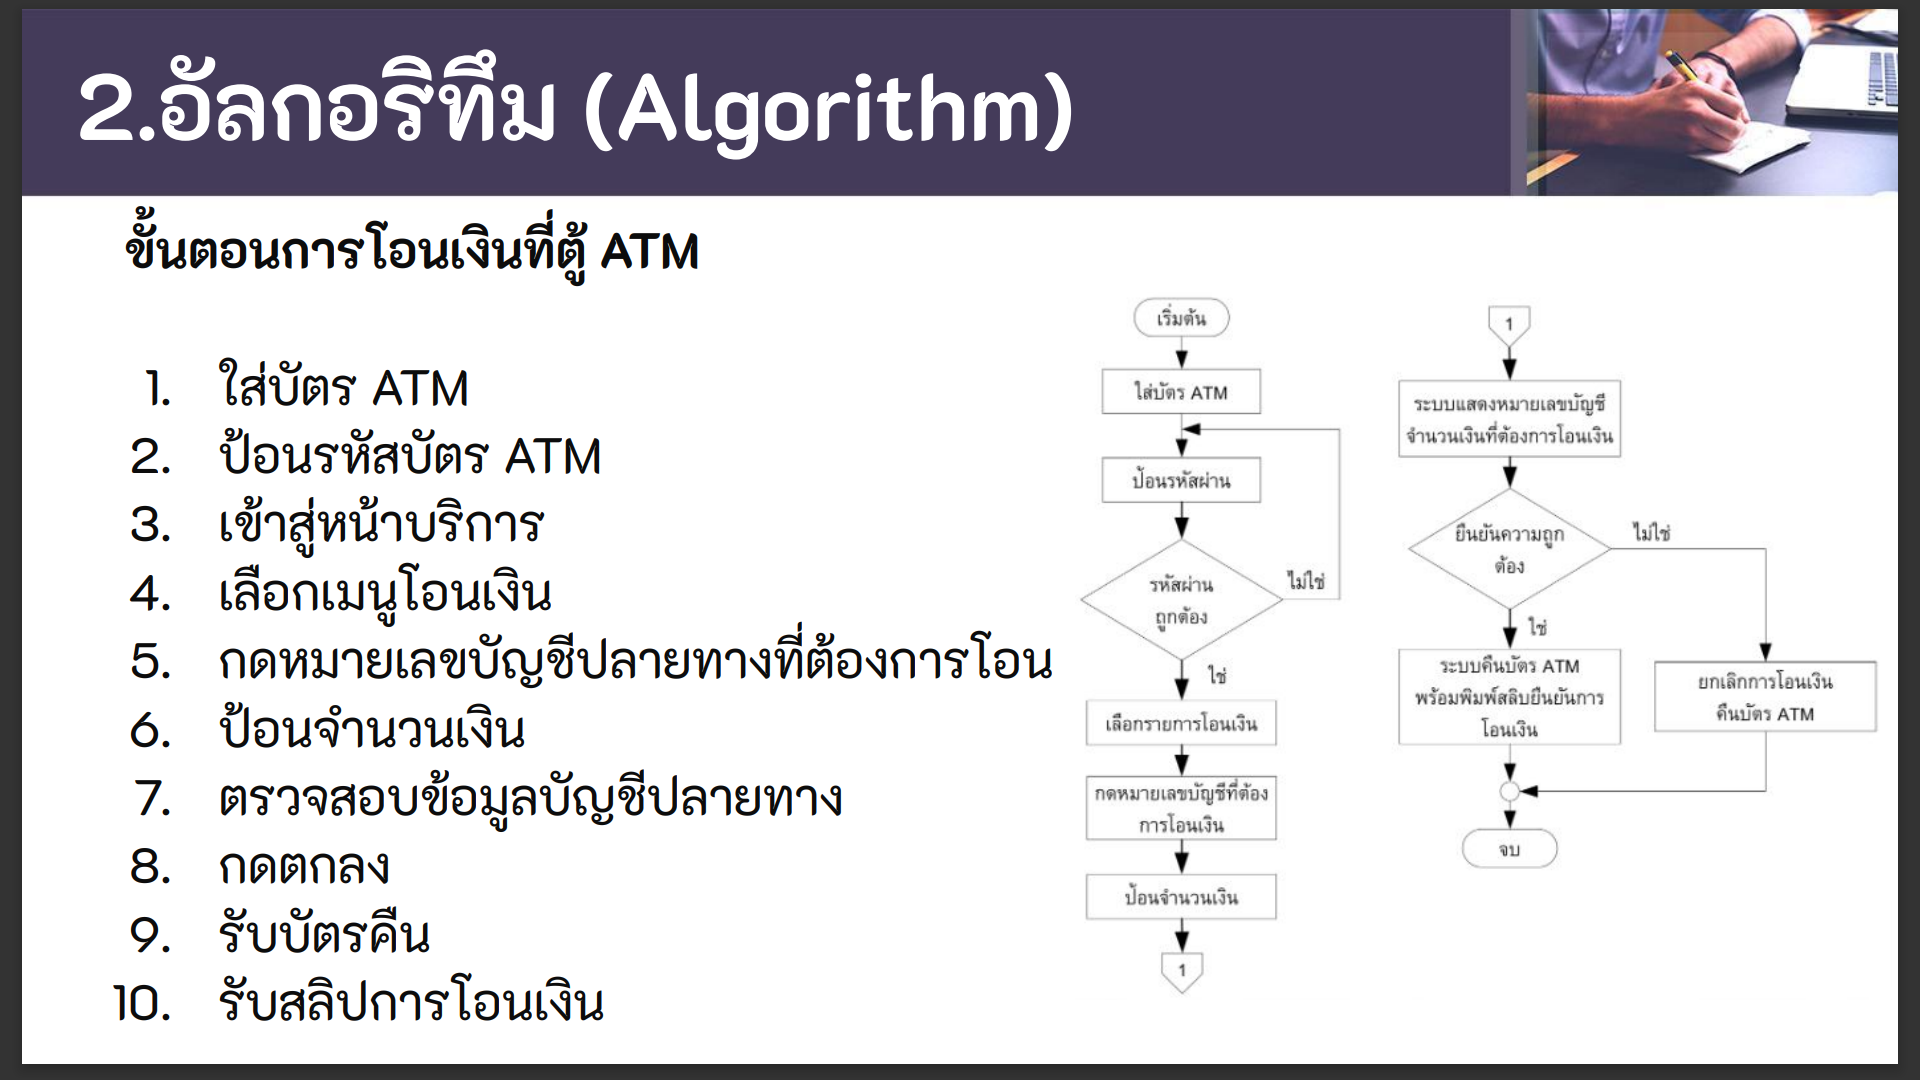 2.อัลกอริทึม (Algorithm)
ขั้นตอนการโอนเงินที่ตู้ ATM
1. ใส่บัตร ATM
2. ป้อนรหัสบัตร ATM
3. เข้าสู่หน้าบริการ
4. เลือกเมนูโอนเงิน
5. กดหมายเลขบัญชีปลายทางที่ต้องการโอน
6. ป้อนจำนวนเงิน
7. ตรวจสอบข้อมูลบัญชีปลายทาง
8. กดตกลง
9. รับบัตรคืน
10. รับสลิปการโอนเงิน
เริ่มต้น
ใส่บัตร ATM
ป้อนรหัสผ่าน
รหัสผ่าน
ถูกต้อง
ไม่ใช่
ใช่
เลือกรายการโอนเงิน
กดหมายเลขบัญชีที่ต้อง
การโอนเงิน
ป้อนจำนวนเงิน
1
1
ระบบแสดงหมายเลขบัญชี
จำนวนเงินที่ต้องการโอนเงิน
ยืนยันความถูก
ต้อง
ไม่ใช่
ใช่
ระบบคืนบัตร ATM
พร้อมพิมพ์สลิบยืนยันการ
โอนเงิน
ยกเลิกการโอนเงิน
คืนบัตร ATM
จบ